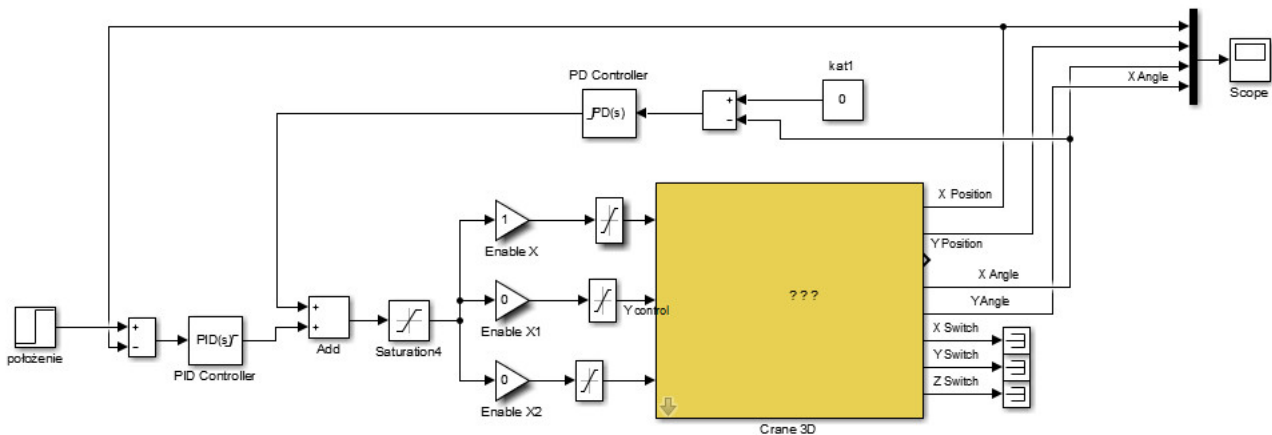 kat1
PD Controller
X Angle
Scope
PD(s)
+
−
0
X Position
1
Enable X
Y Position
???
X Angle
0
Y control
Y Angle
położenie
+
−
PID(s)
PID Controller
+
+
Add
Saturation4
Enable X1
X Switch
Y Switch
0
Z Switch
Enable X2
Crane 3D